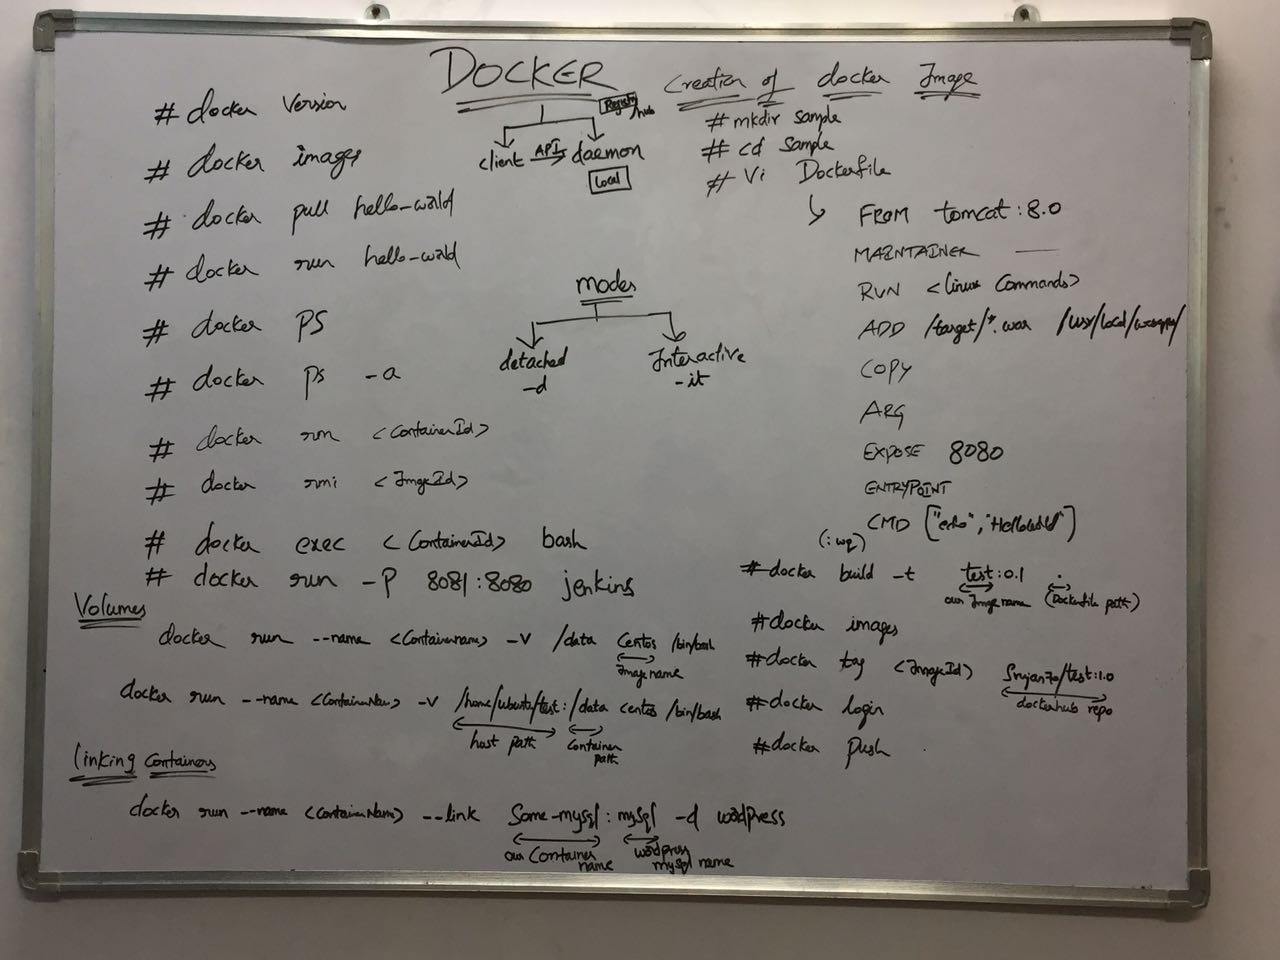 DOCKER
Registry/hub
client API daemon
Local
# docker version
# docker images
# docker pull hello-world
# docker run hello-world
# docker PS
# docker ps -a
# docker rm <ContainerId>
# docker rmi <ImgeId>
# docker exec <ContainerId> bash
# docker run -P 8081:8080 jenkins
modes
detached
-d
Interactive
-it
Volumes
docker run --name <Containername> -v /data Centos /bin/bash
Imagename
docker run --name <ContainerName> -v /home/ubuntu/test:/data centos /bin/bash
host path
Container path
Linking Containers
docker run --name <ContainerName> --link Some-mysql : mysql -d wordpress
our Container name
wordpress mysql name
Creation of docker Image
# mkdir sample
# cd sample
# Vi Dockerfile
FROM tomcat:8.0
MAINTAINER
RUN <linux Commands>
ADD /target/*.war /usr/local/
COPY
ARG
EXPOSE 8080
ENTRYPOINT
CMD ["echo", "Helloworld"]
(:wq)
#docker build -t test:0.1 .
our Imagename (Dockerfile path)
#docker images
#docker tag <ImageId> Srujan70/test:1.0
dockerhub repo
#docker login
#docker push